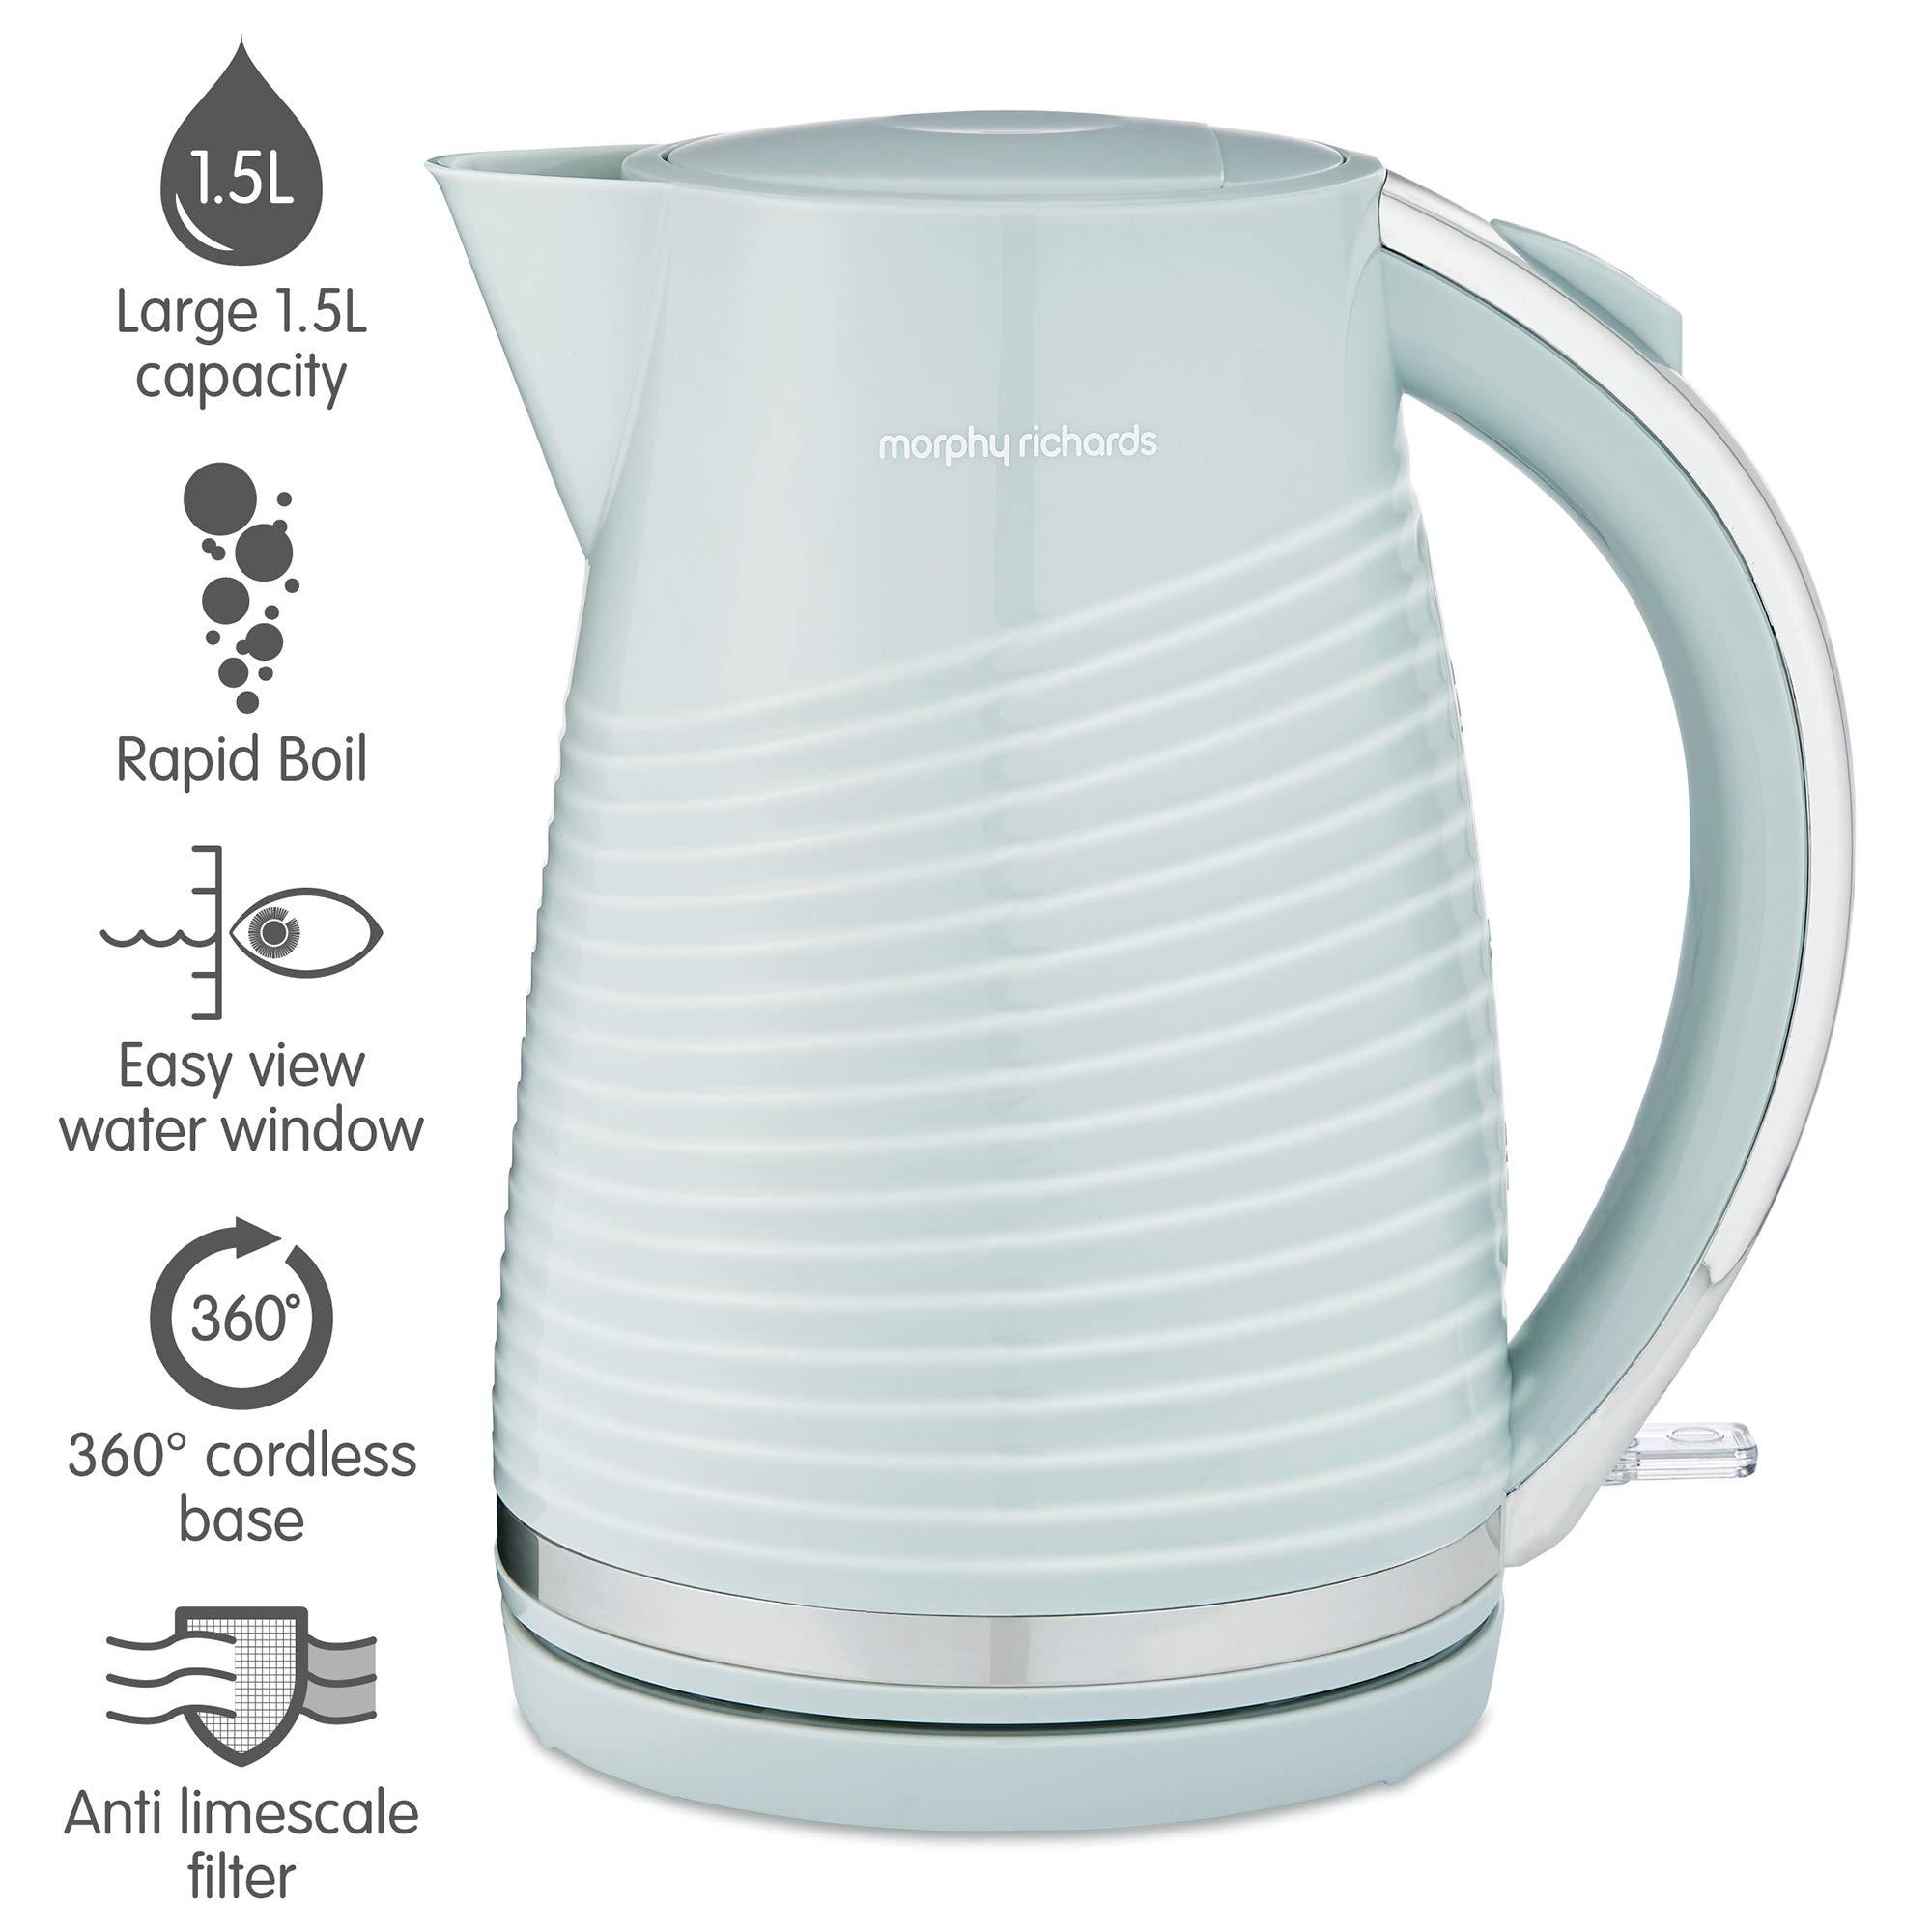 1.5L
Large 1.5L
capacity
morphy richards
Rapid Boil
Easy view
water window
360°
360° cordless
base
Anti limescale
filter